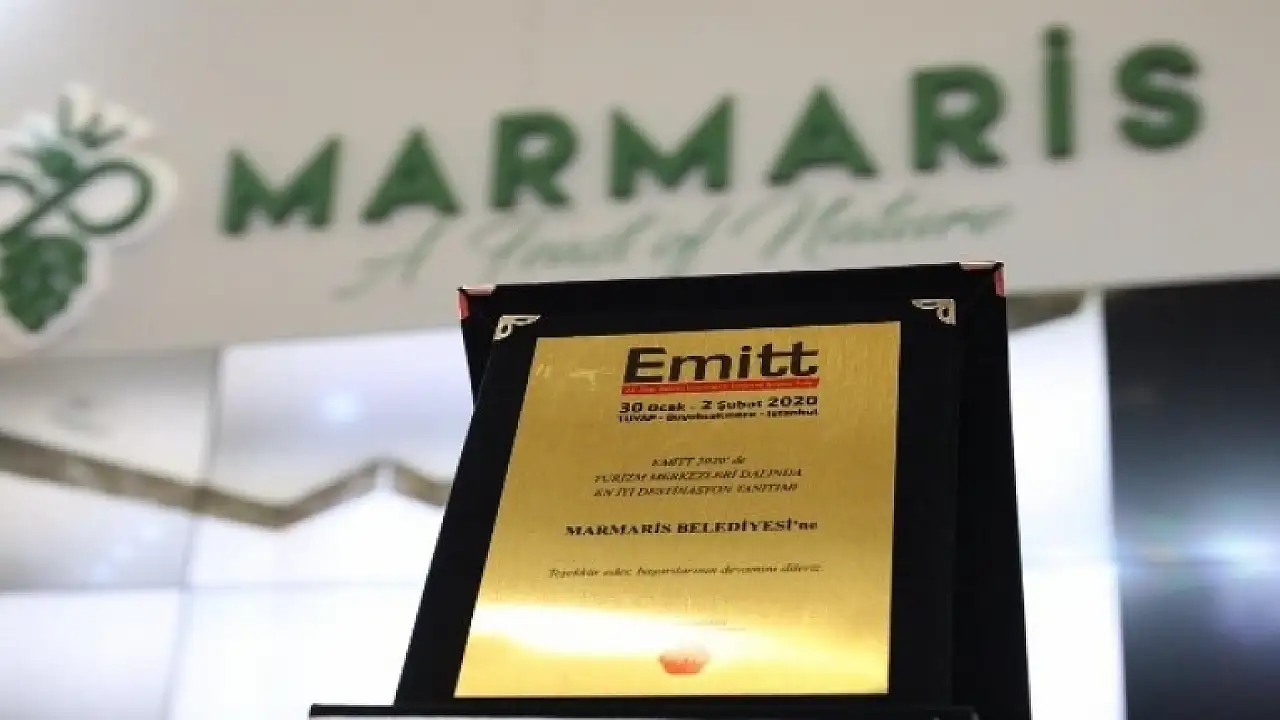 MARMARİS
A Feast of Nature
Emitt
30 Ocak - 2 Şubat 2020
TÜYAP - Büyükçekmece - İstanbul
EMITT 2020' de
TURİZM MERKEZLERİ DALINDA
EN İYİ DESTİNASYON TANITIMI
MARMARİS BELEDİYESİ'ne
Teşekkür eder, başarılarının devamını dileriz.